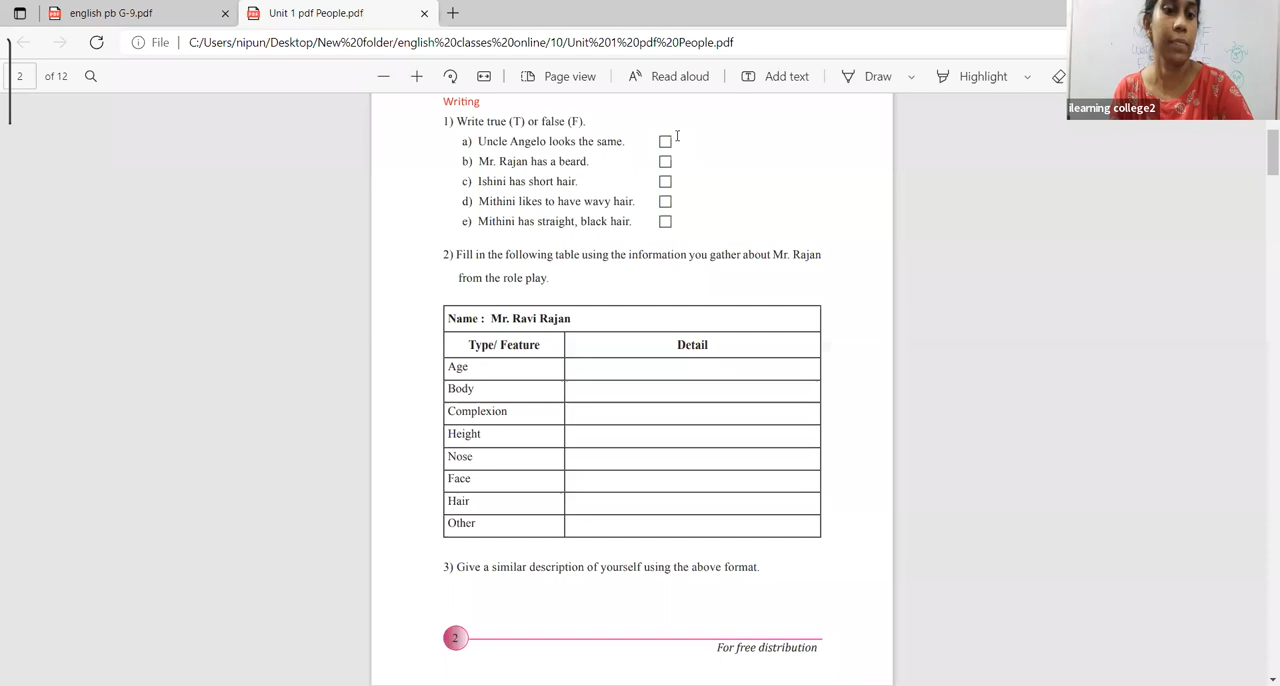 english pb G-9.pdf
Unit 1 pdf People.pdf
File
C:/Users/nipun/Desktop/New%20folder/english%20classes%20online/10/Unit%201%20pdf%20People.pdf
2 of 12
Page view
Read aloud
Add text
Draw
Highlight
ilearning college2
Writing
1) Write true (T) or false (F).
a) Uncle Angelo looks the same.
b) Mr. Rajan has a beard.
c) Ishini has short hair.
d) Mithini likes to have wavy hair.
e) Mithini has straight, black hair.
2) Fill in the following table using the information you gather about Mr. Rajan
from the role play.
Name : Mr. Ravi Rajan
Type/ Feature Detail
Age
Body
Complexion
Height
Nose
Face
Hair
Other
3) Give a similar description of yourself using the above format.
2
For free distribution